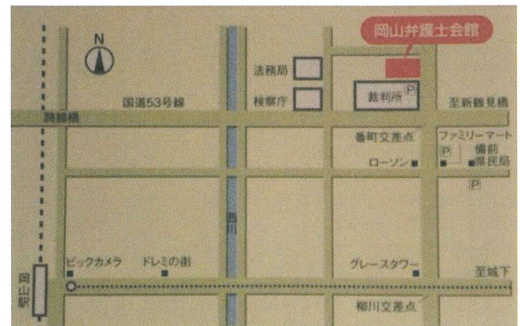 岡山弁護士会館
N
法務局
検察庁
裁判所
P
国道53号線
至新鶴見橋
跨線橋
番町交差点
ファミリーマート
P
備前
県民局
ローソン
P
西川
ビックカメラ
ドレミの街
グレースタワー
至城下
岡山駅
柳川交差点